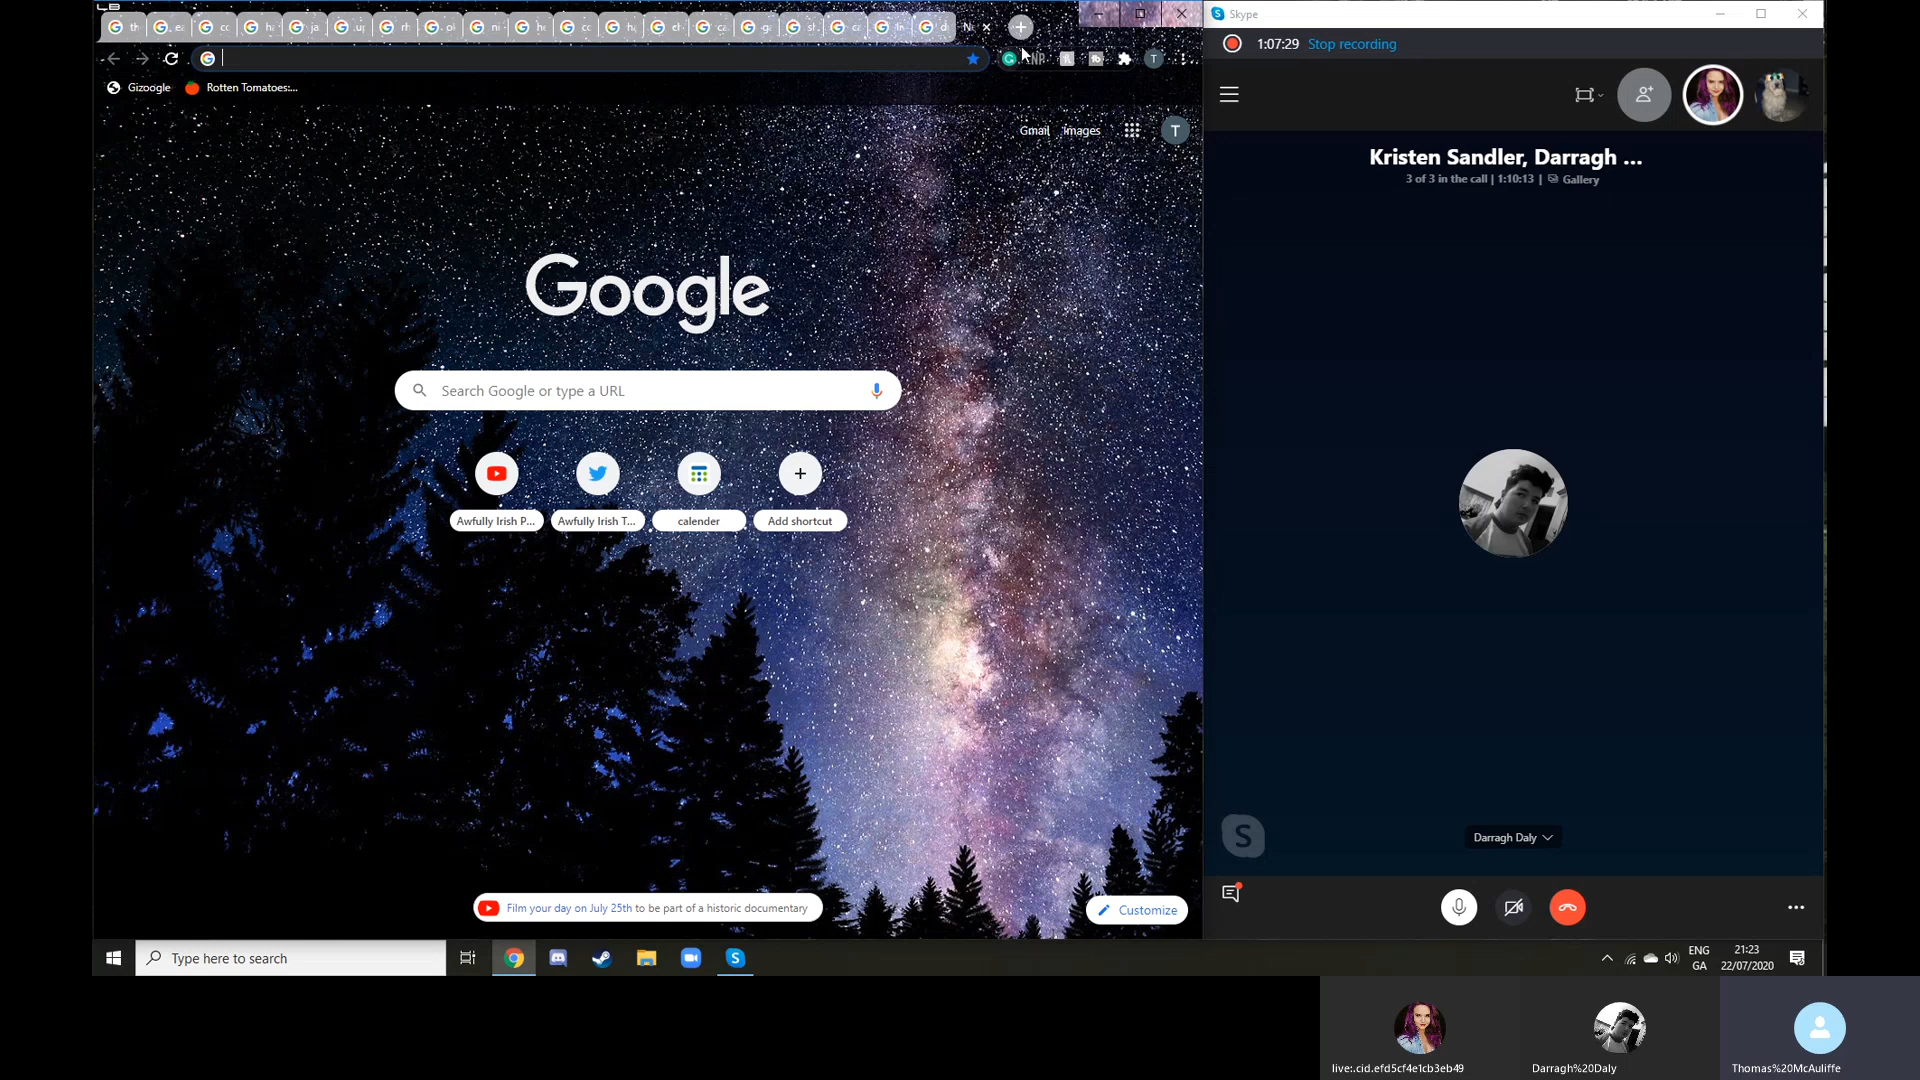 Gizoogle
Rotten Tomatoes:...
Gmail
Images
T
T
Google
Search Google or type a URL
Awfully Irish P...
Awfully Irish T...
calender
Add shortcut
Film your day on July 25th to be part of a historic documentary
Customize
Type here to search
Skype
1:07:29 Stop recording
Kristen Sandler, Darragh ...
3 of 3 in the call | 1:10:13 | Gallery
Darragh Daly
ENG
GA
21:23
22/07/2020
live:.cid.efd5cf4e1cb3eb49
Darragh%20Daly
Thomas%20McAuliffe